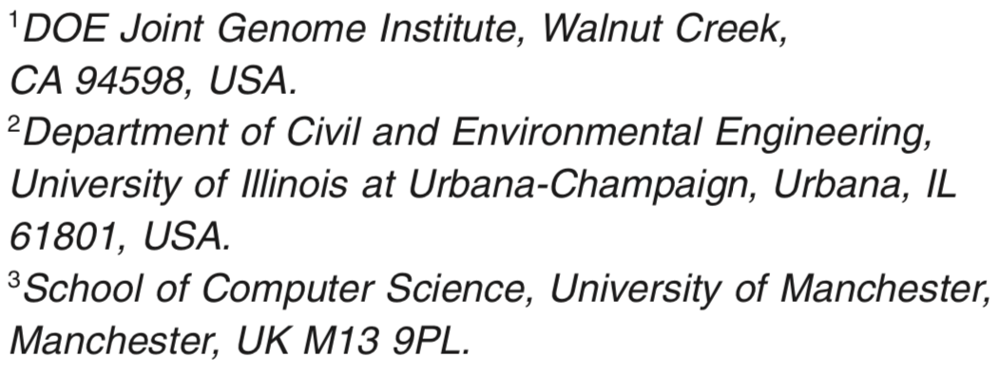 ¹DOE Joint Genome Institute, Walnut Creek,
CA 94598, USA.
²Department of Civil and Environmental Engineering,
University of Illinois at Urbana-Champaign, Urbana, IL
61801, USA.
³School of Computer Science, University of Manchester,
Manchester, UK M13 9PL.